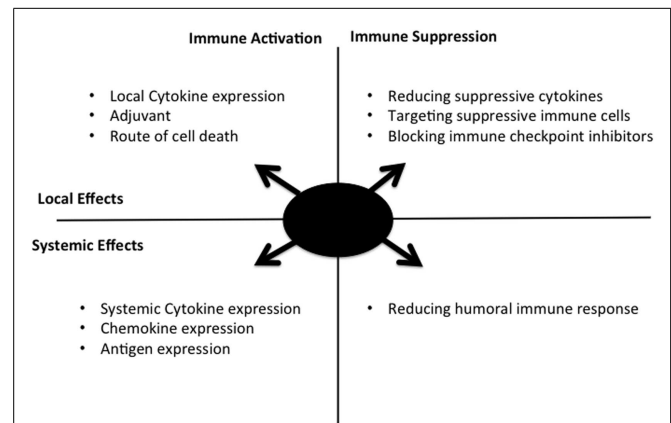 Immune Activation
Immune Suppression
• Local Cytokine expression
• Adjuvant
• Route of cell death
• Reducing suppressive cytokines
• Targeting suppressive immune cells
• Blocking immune checkpoint inhibitors
Local Effects
Systemic Effects
• Systemic Cytokine expression
• Chemokine expression
• Antigen expression
• Reducing humoral immune response